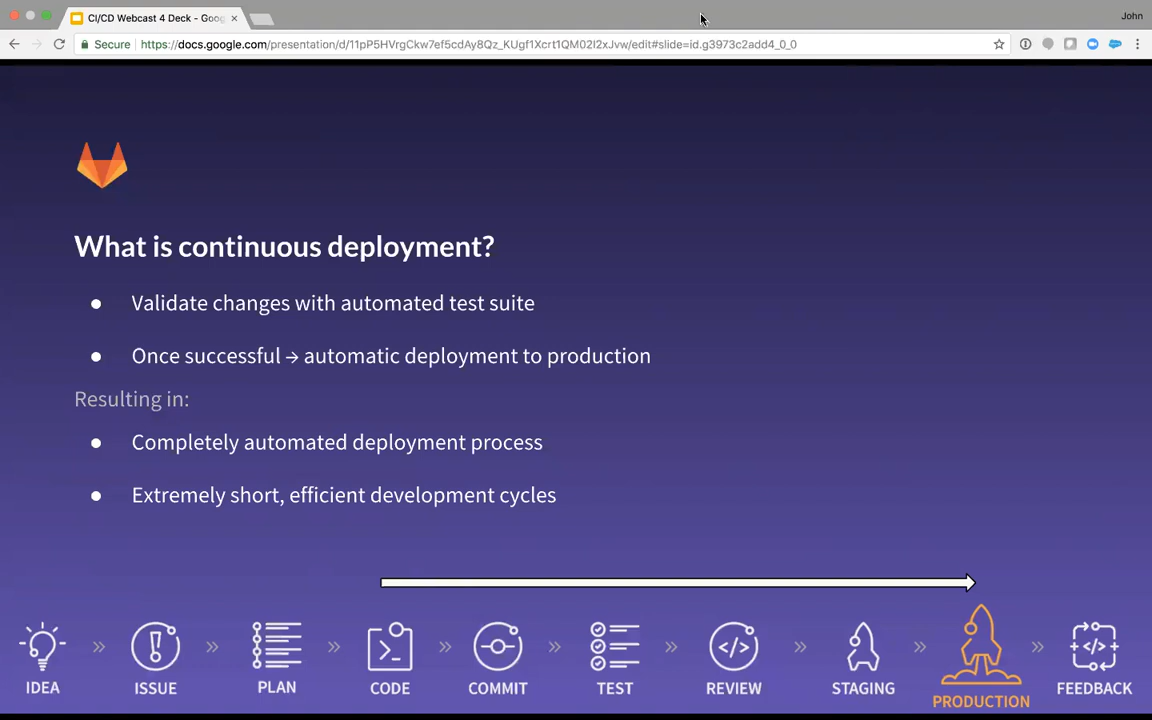 CI/CD Webcast 4 Deck - Goog
John
Secure
https://docs.google.com/presentation/d/11pP5HVrgCkw7ef5cdAy8Qz_KUgf1Xcrt1QM02I2xJvw/edit#slide=id.g3973c2add4_0_0
What is continuous deployment?
● Validate changes with automated test suite
● Once successful → automatic deployment to production
Resulting in:
● Completely automated deployment process
● Extremely short, efficient development cycles
IDEA » ISSUE » PLAN » CODE » COMMIT » TEST » REVIEW » STAGING » PRODUCTION » FEEDBACK